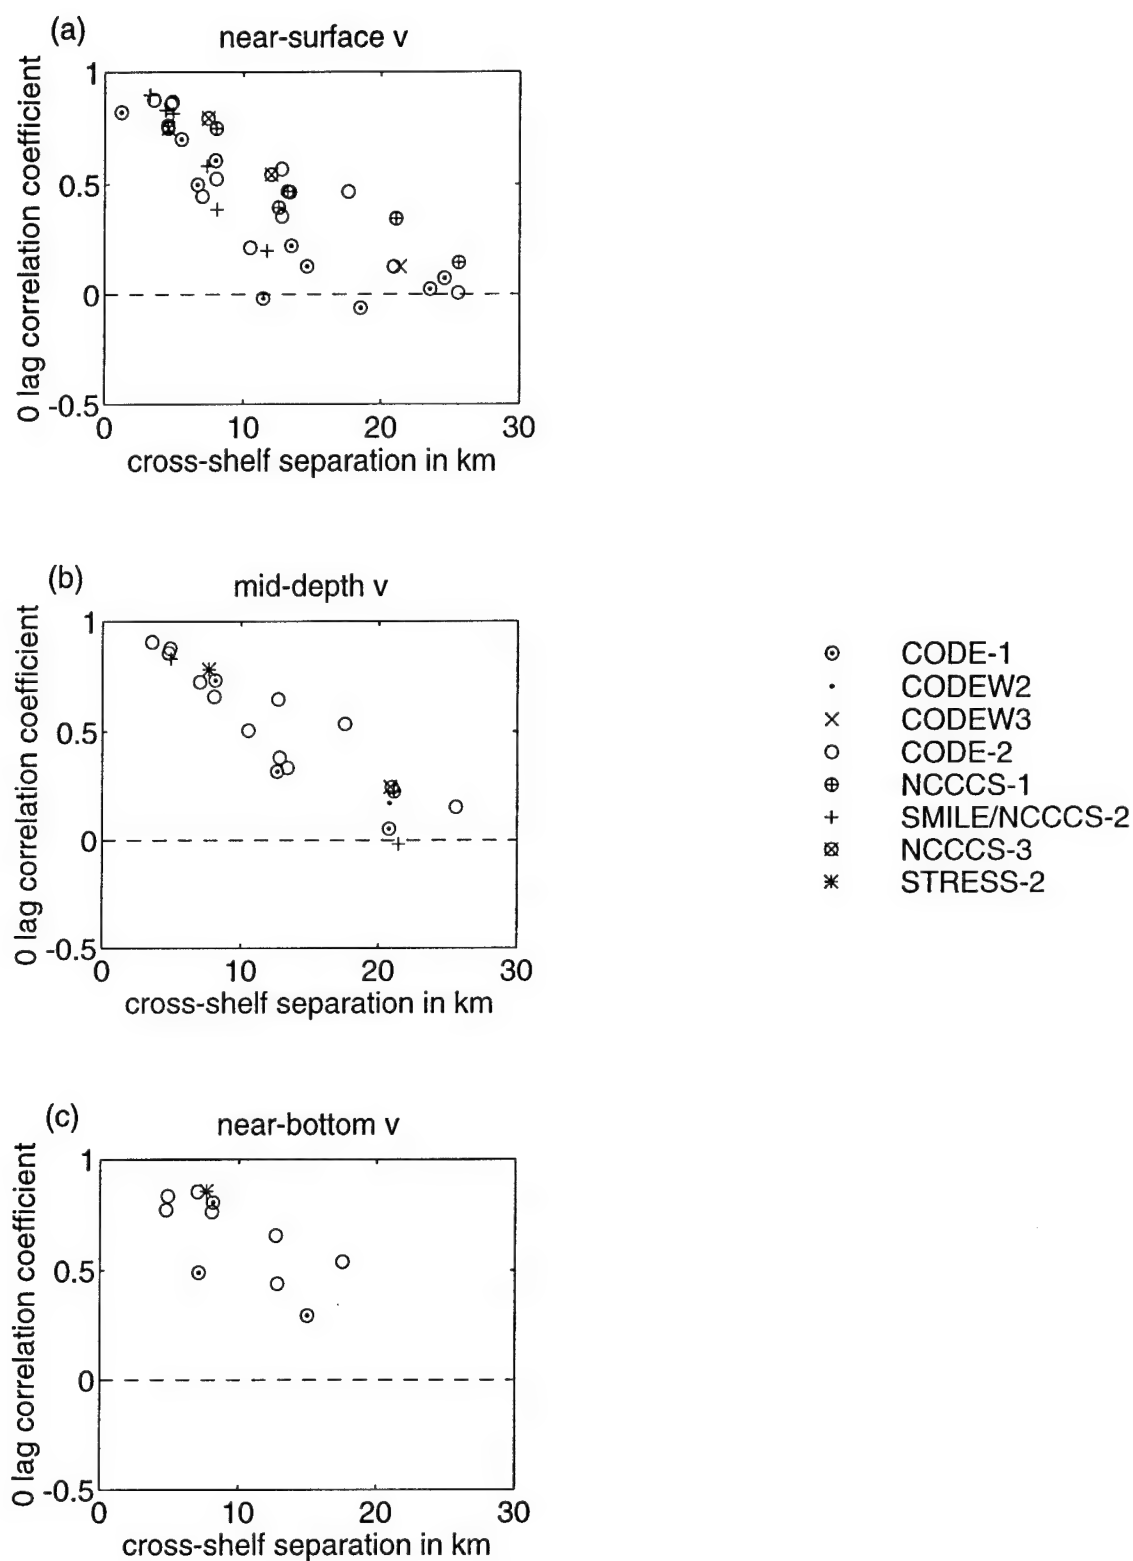 (a)
near-surface v
0 lag correlation coefficient
1
0.5
0
-0.5
0 10 20 30
cross-shelf separation in km
(b)
mid-depth v
0 lag correlation coefficient
1
0.5
0
-0.5
0 10 20 30
cross-shelf separation in km
CODE-1
CODEW2
CODEW3
CODE-2
NCCCS-1
SMILE/NCCCS-2
NCCCS-3
STRESS-2
(c)
near-bottom v
0 lag correlation coefficient
1
0.5
0
-0.5
0 10 20 30
cross-shelf separation in km